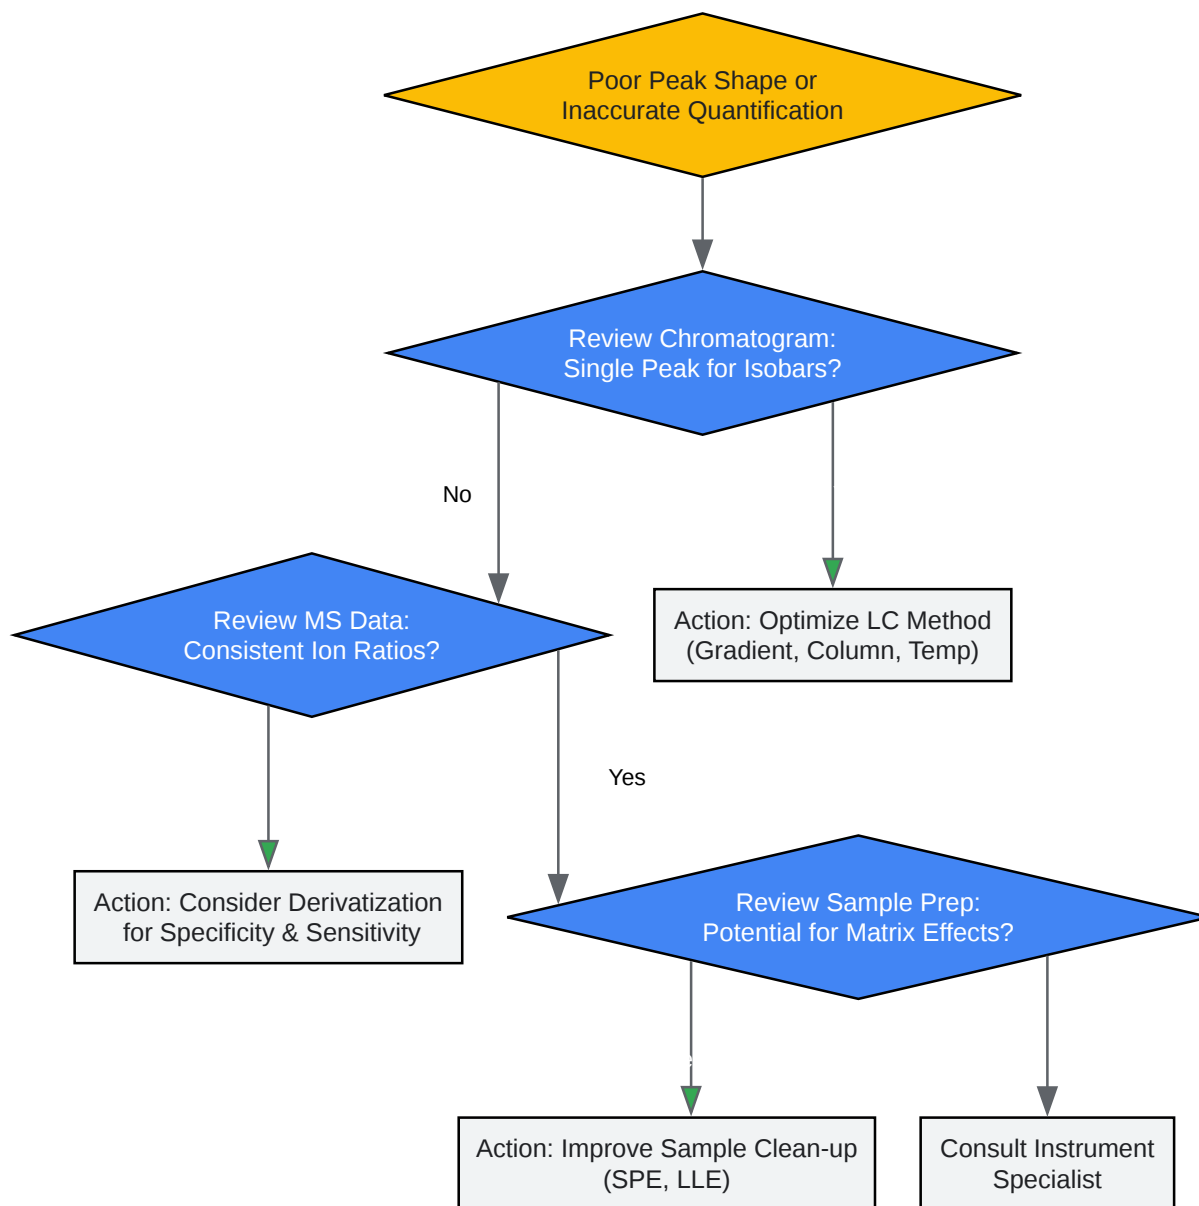 Poor Peak Shape or
Inaccurate Quantification
Review Chromatogram:
Single Peak for Isobars?
No
Review MS Data:
Consistent Ion Ratios?
Action: Optimize LC Method
(Gradient, Column, Temp)
Yes
Action: Consider Derivatization
for Specificity & Sensitivity
Review Sample Prep:
Potential for Matrix Effects?
Action: Improve Sample Clean-up
(SPE, LLE)
Consult Instrument
Specialist